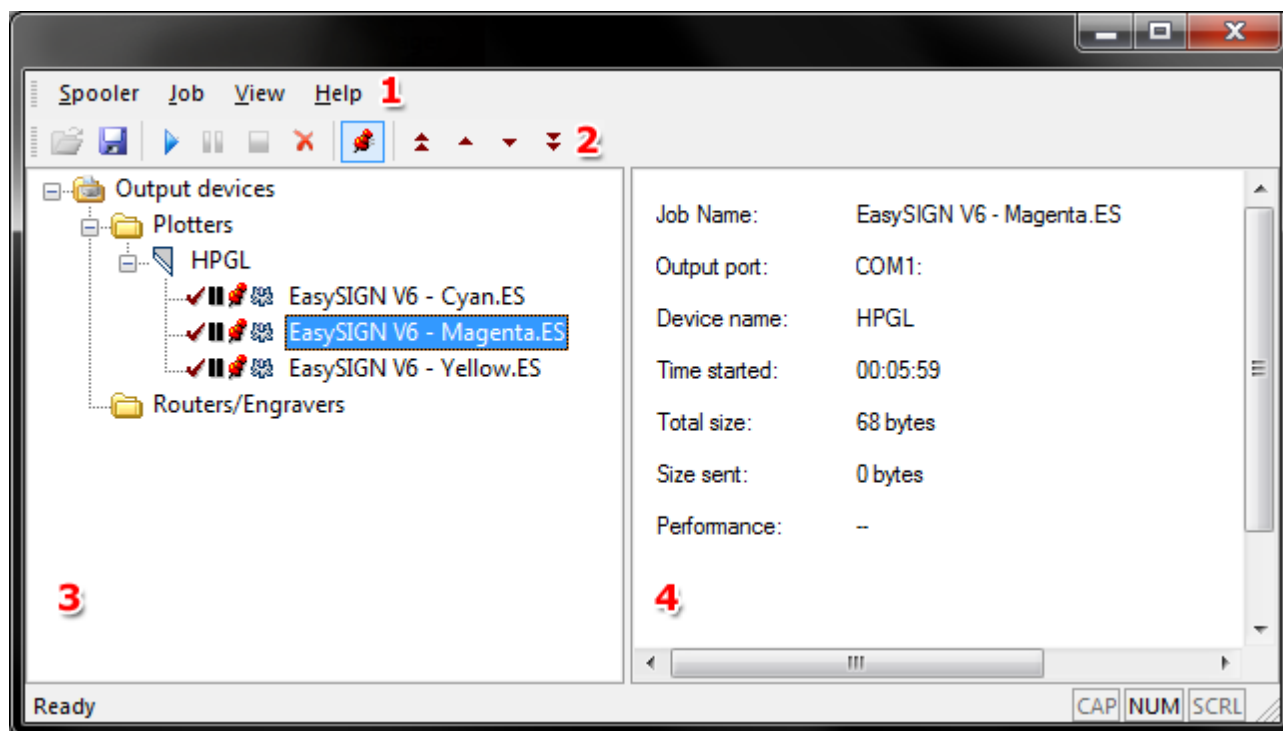 Spooler Job View Help 1
2
Output devices
Plotters
HPGL
EasySIGN V6 - Cyan.ES
EasySIGN V6 - Magenta.ES
EasySIGN V6 - Yellow.ES
Routers/Engravers
3
Job Name: EasySIGN V6 - Magenta.ES
Output port: COM1:
Device name: HPGL
Time started: 00:05:59
Total size: 68 bytes
Size sent: 0 bytes
Performance: --
4
Ready CAP NUM SCRL